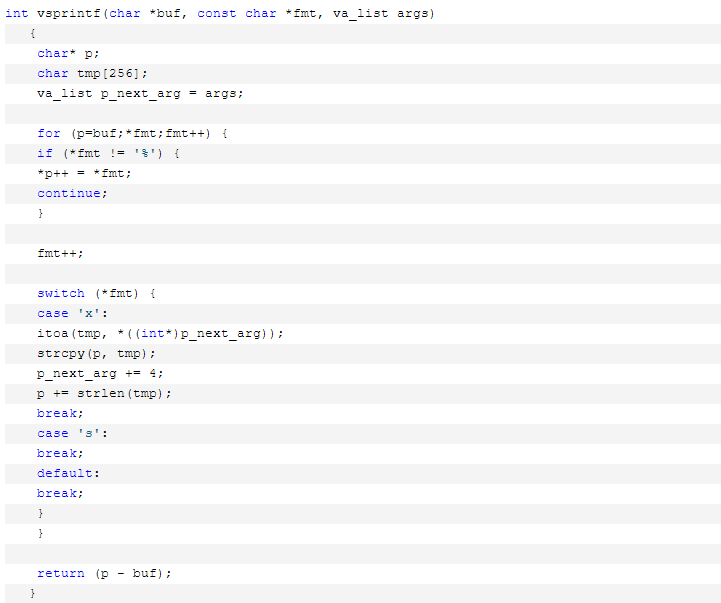 int vsprintf(char *buf, const char *fmt, va_list args)
{
char* p;
char tmp[256];
va_list p_next_arg = args;
for (p=buf;*fmt;fmt++) {
if (*fmt != '%') {
*p++ = *fmt;
continue;
}
fmt++;
switch (*fmt) {
case 'x':
itoa(tmp, *((int*)p_next_arg));
strcpy(p, tmp);
p_next_arg += 4;
p += strlen(tmp);
break;
case 's':
break;
default:
break;
}
}
return (p - buf);
}